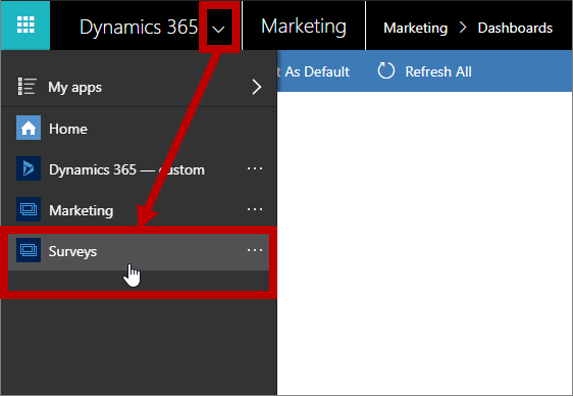 Dynamics 365 Marketing Marketing > Dashboards
t As Default Refresh All
My apps
Home
Dynamics 365 — custom ...
Marketing ...
Surveys ...